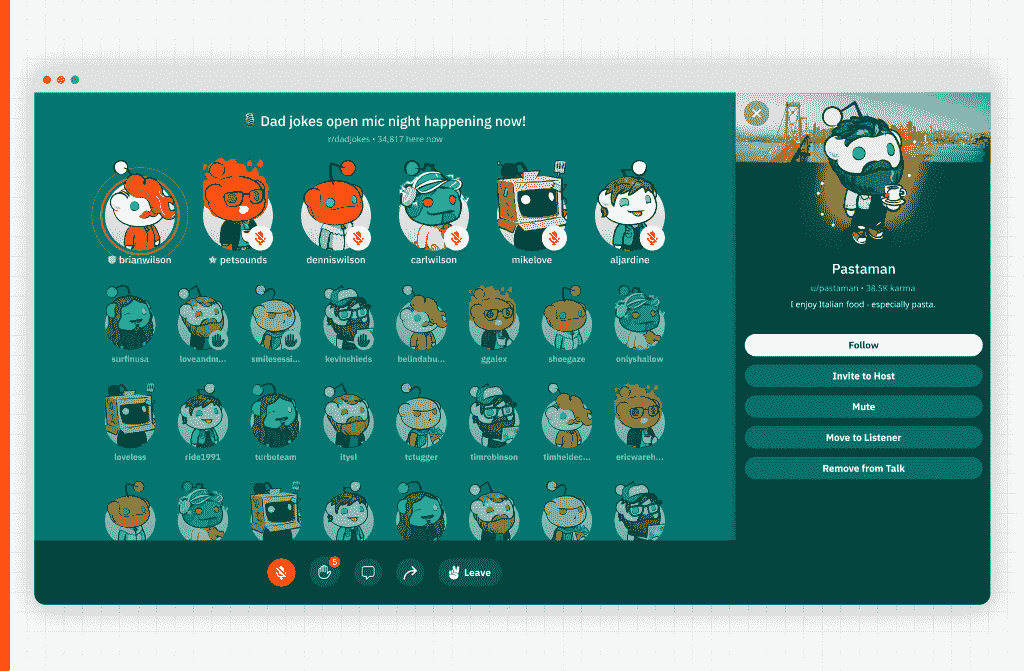 Dad jokes open mic night happening now!
r/dadjokes • 34,817 here now
brianwilson
petsounds
denniswilson
carlwilson
mikelove
aljardine
surfinusa
loveandm...
smilesessi...
kevinshieds
belindabu...
ggalex
shoegaze
onlyshallow
loveless
ride1991
turboteam
itysl
tctugger
timrobinson
timheidec...
ericwareh...
5
Leave
Pastaman
u/pastaman • 38.5K karma
I enjoy Italian food - especially pasta.
Follow
Invite to Host
Mute
Move to Listener
Remove from Talk